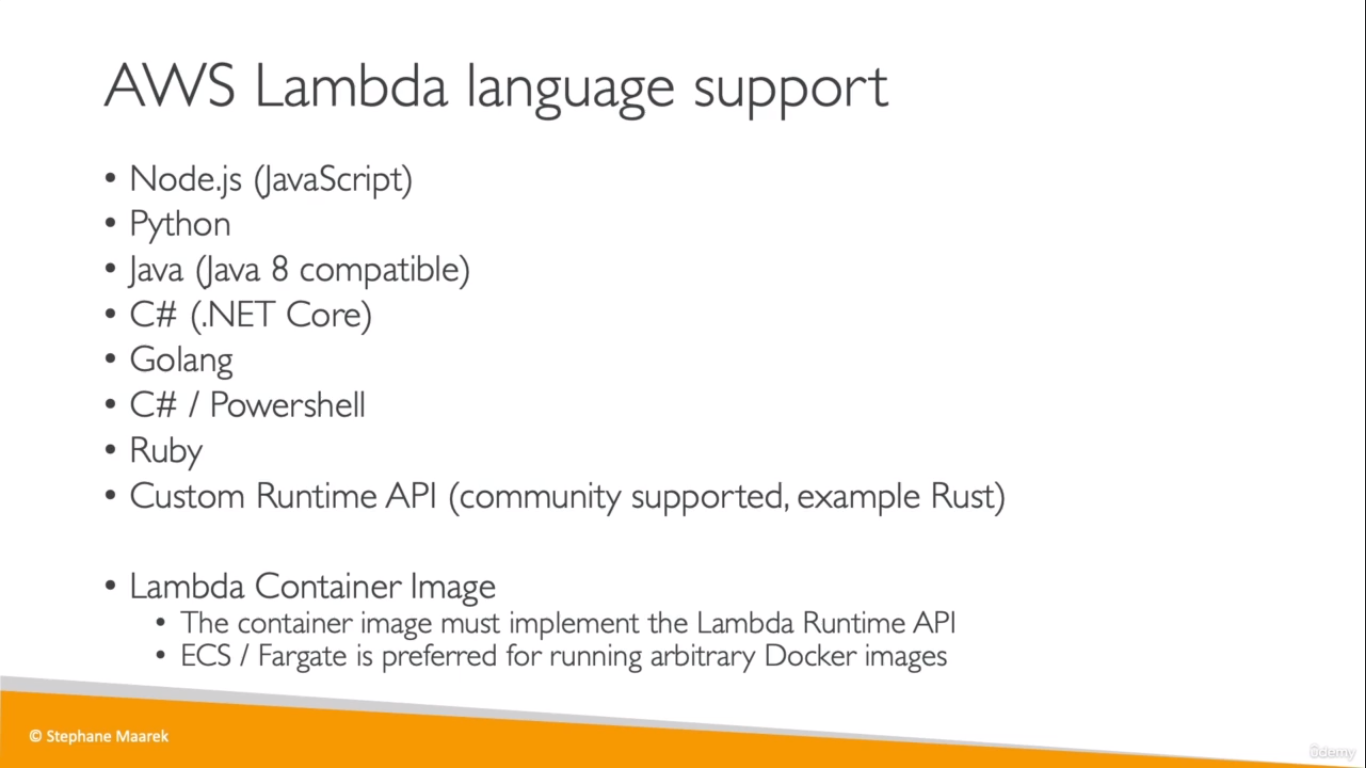 AWS Lambda language support
• Node.js (JavaScript)
• Python
• Java (Java 8 compatible)
• C# (.NET Core)
• Golang
• C# / Powershell
• Ruby
• Custom Runtime API (community supported, example Rust)
• Lambda Container Image
• The container image must implement the Lambda Runtime API
• ECS / Fargate is preferred for running arbitrary Docker images
© Stephane Maarek
ûdemy